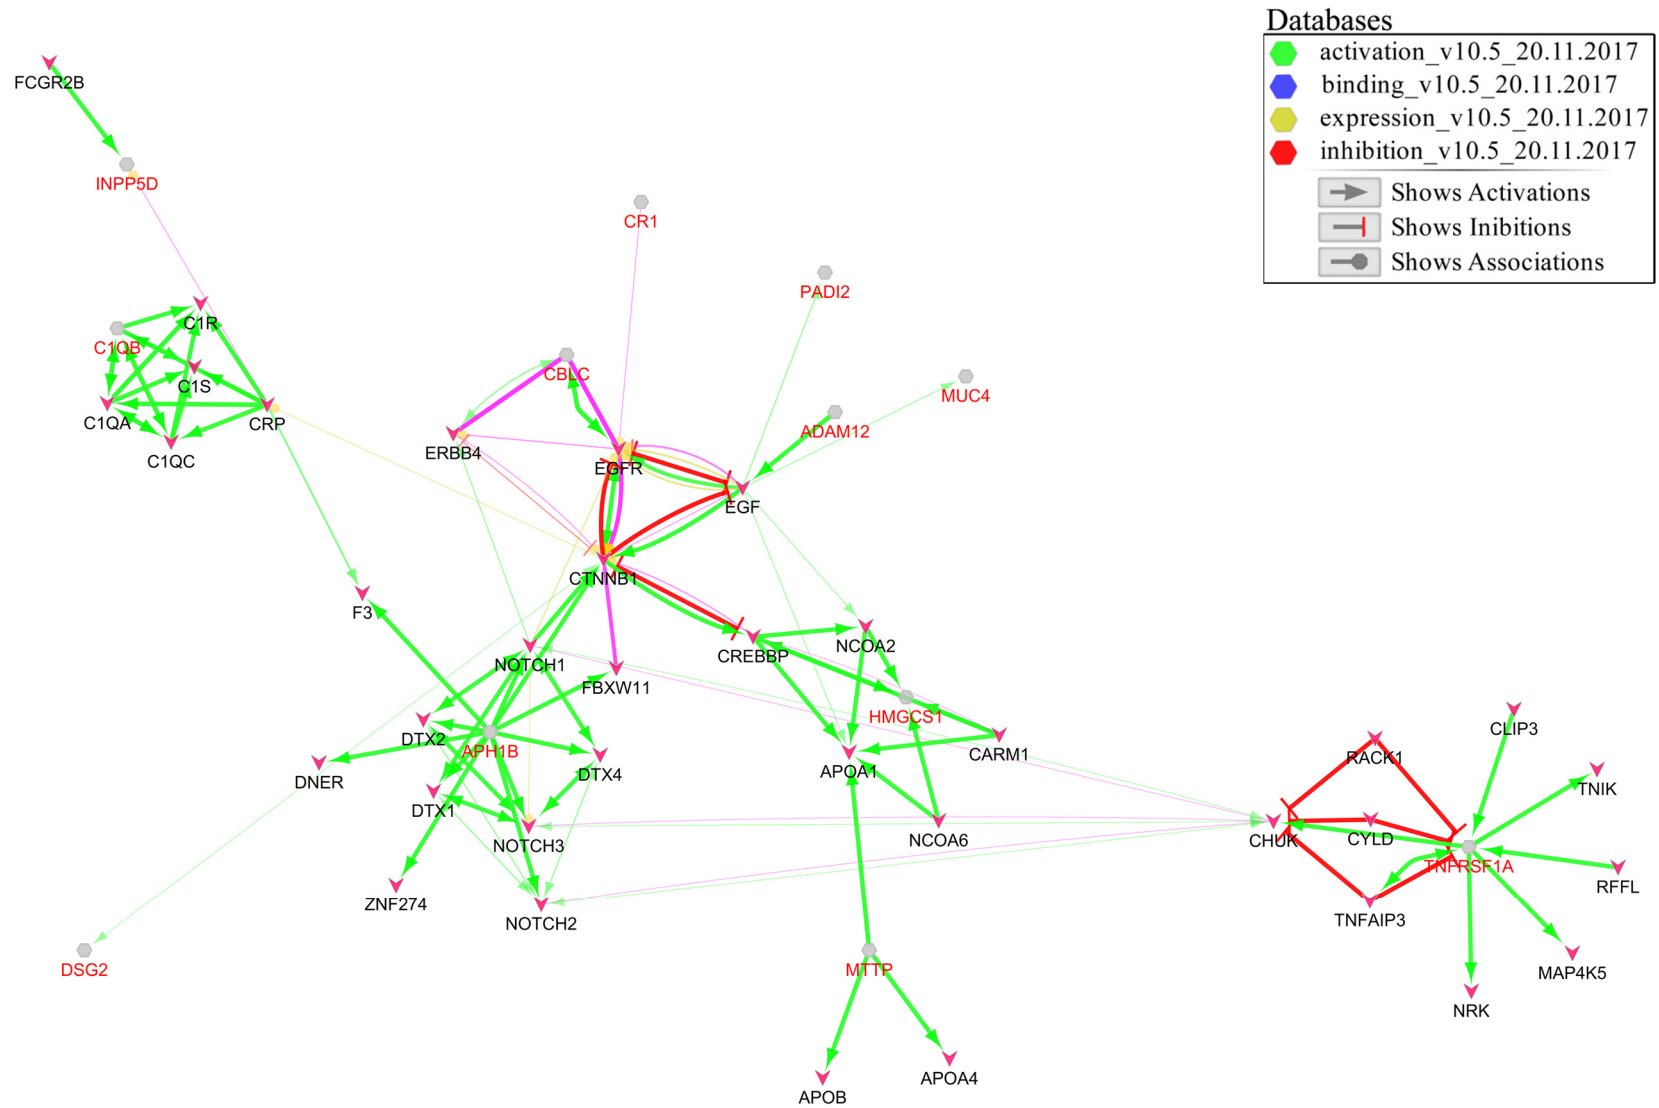 Databases
activation_v10.5_20.11.2017
binding_v10.5_20.11.2017
expression_v10.5_20.11.2017
inhibition_v10.5_20.11.2017
Shows Activations
Shows Inibitions
Shows Associations
FCGR2B
INPP5D
CR1
PADI2
C1R
C1QB
CBLC
C1S
MUC4
C1QA
CRP
ADAM12
ERBB4
C1QC
EGFR
EGF
CTNNB1
F3
NCOA2
CREBBP
NOTCH1
FBXW11
HMGCS1
CLIP3
DTX2
APH1B
CARM1
RACK1
DTX4
APOA1
DNER
TNIK
DTX1
NOTCH3
NCOA6
CHUK
CYLD
TNFRSF1A
RFFL
ZNF274
NOTCH2
TNFAIP3
DSG2
MTTP
MAP4K5
NRK
APOA4
APOB